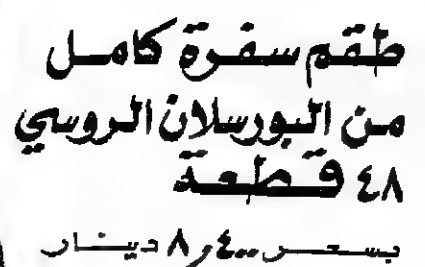 طقم سفرة كامل
من البورسلان الروسي
٤٨ قطعة
بسعر ٨٫٤٠٠ دينار